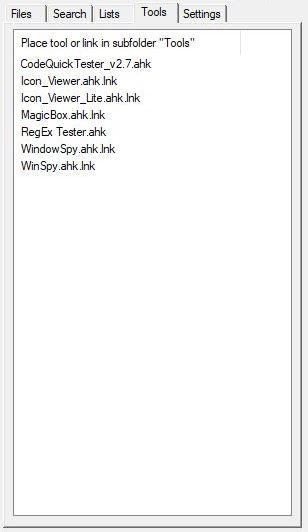 Files Search Lists Tools Settings
Place tool or link in subfolder "Tools"
CodeQuickTester_v2.7.ahk
Icon_Viewer.ahk.lnk
Icon_Viewer_Lite.ahk.lnk
MagicBox.ahk.lnk
RegEx Tester.ahk
WindowSpy.ahk.lnk
WinSpy.ahk.lnk